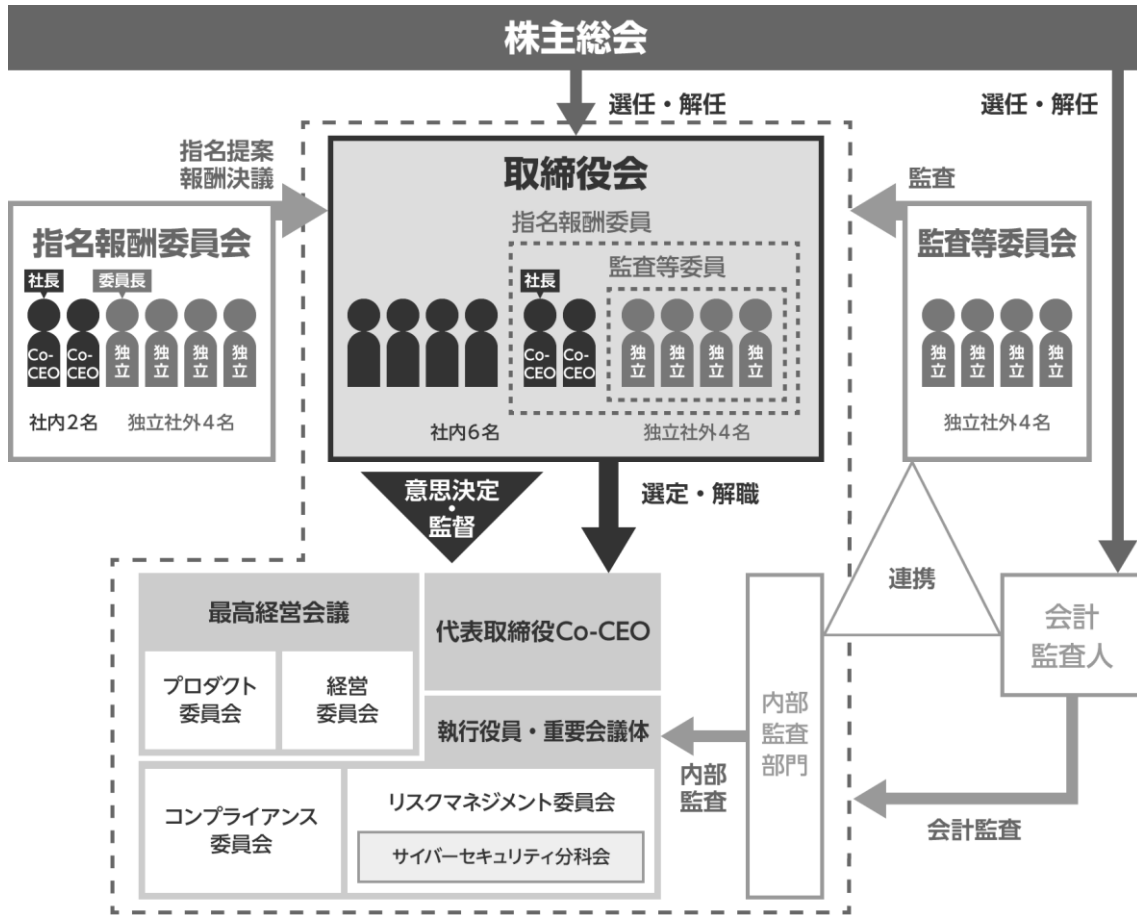 株主総会
選任・解任
選任・解任
指名提案
報酬決議
取締役会
監査
指名報酬委員会
社長
委員長
Co-
CEO
Co-
CEO
独
立
独
立
独
立
独
立
社内2名
独立社外4名
指名報酬委員
監査等委員
社長
Co-
CEO
Co-
CEO
独
立
独
立
独
立
独
立
社内6名
独立社外4名
監査等委員会
独
立
独
立
独
立
独
立
独立社外4名
意思決定
・
監督
選定・解職
連携
最高経営会議
プロダクト
委員会
経営
委員会
代表取締役Co-CEO
執行役員・重要会議体
コンプライアンス
委員会
リスクマネジメント委員会
サイバーセキュリティ分科会
内部
監査
内部
監査
部門
会計
監査人
会計監査